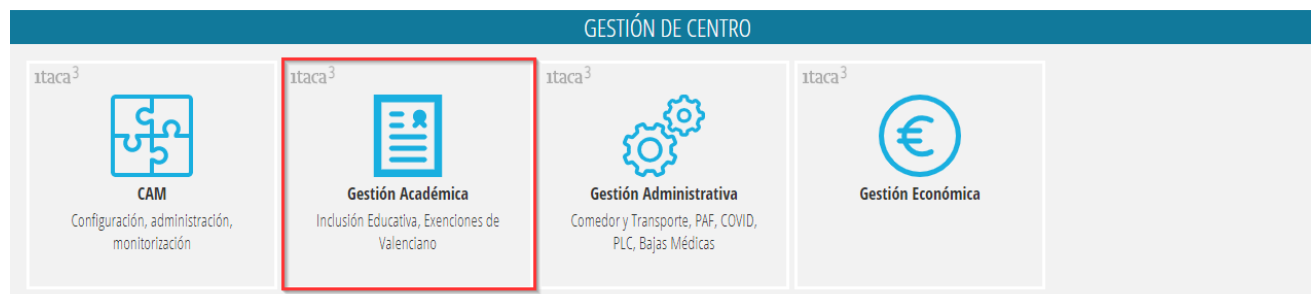 GESTIÓN DE CENTRO
ıtaca3
CAM
Configuración, administración,
monitorización
ıtaca3
Gestión Académica
Inclusión Educativa, Exenciones de
Valenciano
ıtaca3
Gestión Administrativa
Comedor y Transporte, PAF, COVID,
PLC, Bajas Médicas
ıtaca3
Gestión Económica